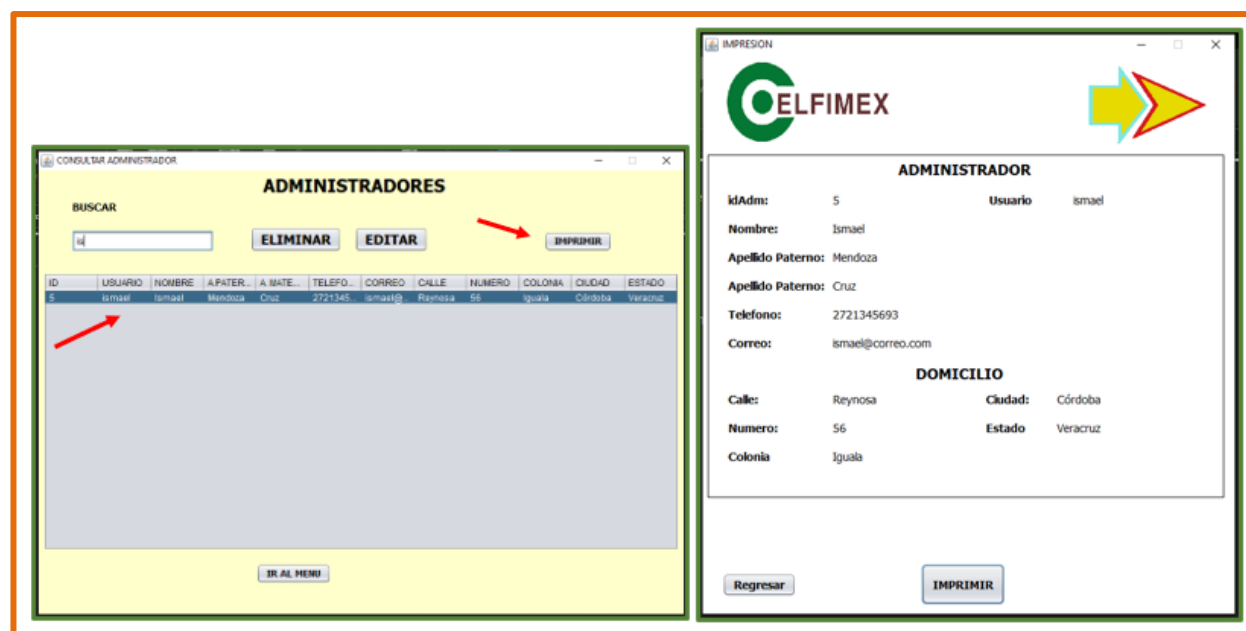 CONSULTAR ADMINISTRADOR
ADMINISTRADORES
BUSCAR
is
ELIMINAR EDITAR IMPRIMIR
ID USUARIO NOMBRE A.PATER... A.MATE... TELEFO... CORREO CALLE NUMERO COLONIA CIUDAD ESTADO
5 ismael Ismael Mendoza Cruz 2721345... ismael@... Reynosa 56 Iguala Córdoba Veracruz
IR AL MENU
IMPRESION
CELFIMEX
ADMINISTRADOR
idAdm: 5 Usuario ismael
Nombre: Ismael
Apellido Paterno: Mendoza
Apellido Paterno: Cruz
Telefono: 2721345693
Correo: ismael@correo.com
DOMICILIO
Calle: Reynosa Ciudad: Córdoba
Numero: 56 Estado Veracruz
Colonia Iguala
Regresar IMPRIMIR